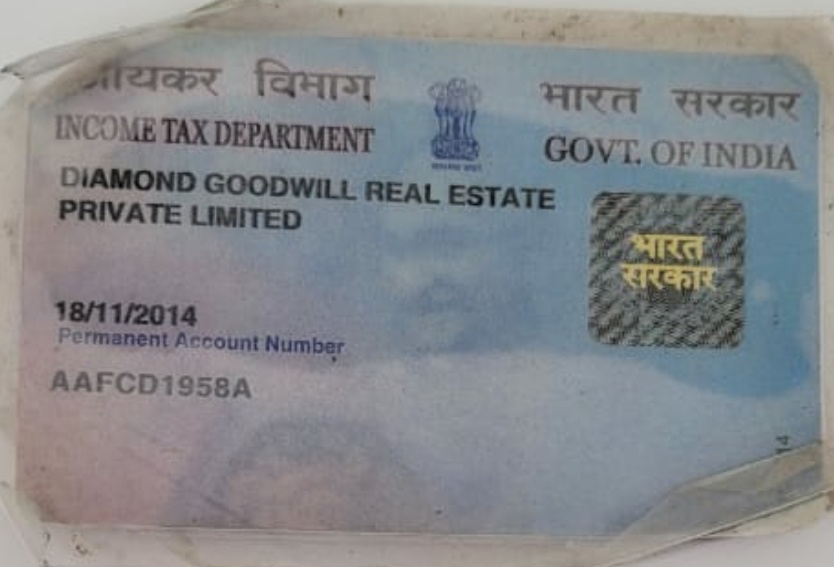 आयकर विभाग
INCOME TAX DEPARTMENT
भारत सरकार
GOVT. OF INDIA
DIAMOND GOODWILL REAL ESTATE
PRIVATE LIMITED
भारत
सरकार
18/11/2014
Permanent Account Number
AAFCD1958A